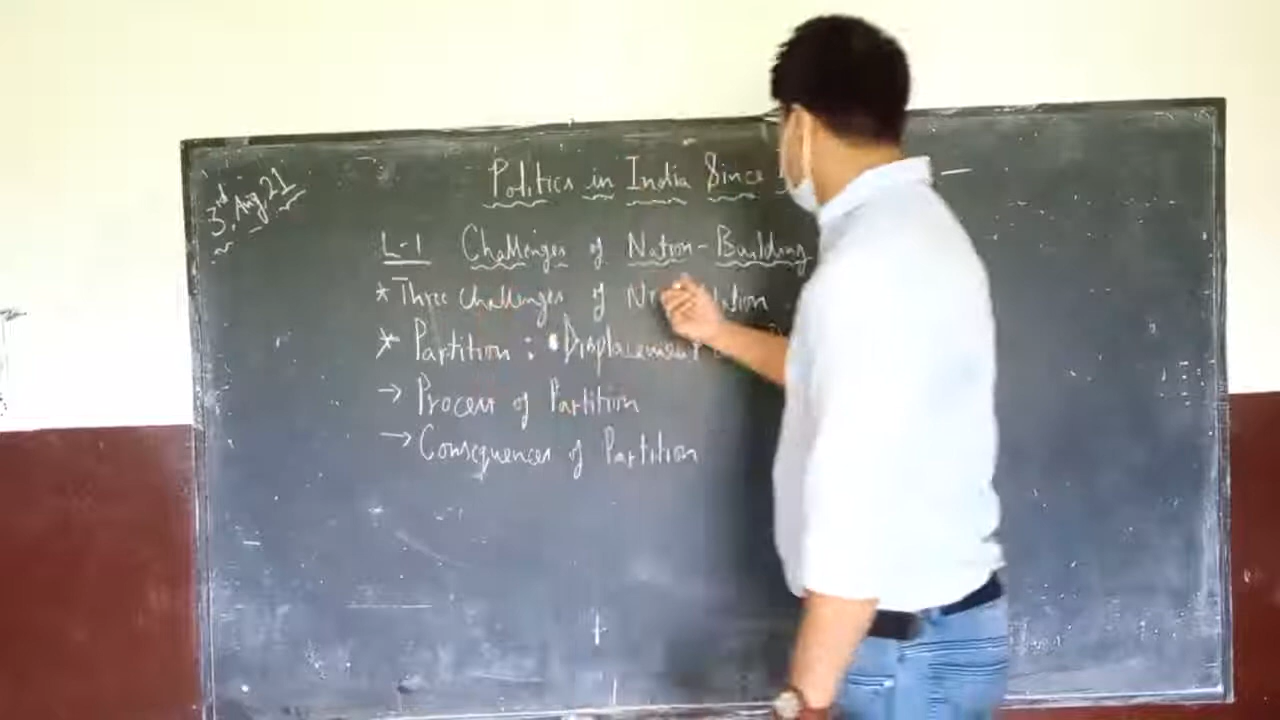 3rd Aug, 21
Politics in India Since
L-1 Challenges of Nation-Building
* Three Challenges of
* Partition : Displacement
→ Process of Partition
→ Consequences of Partition